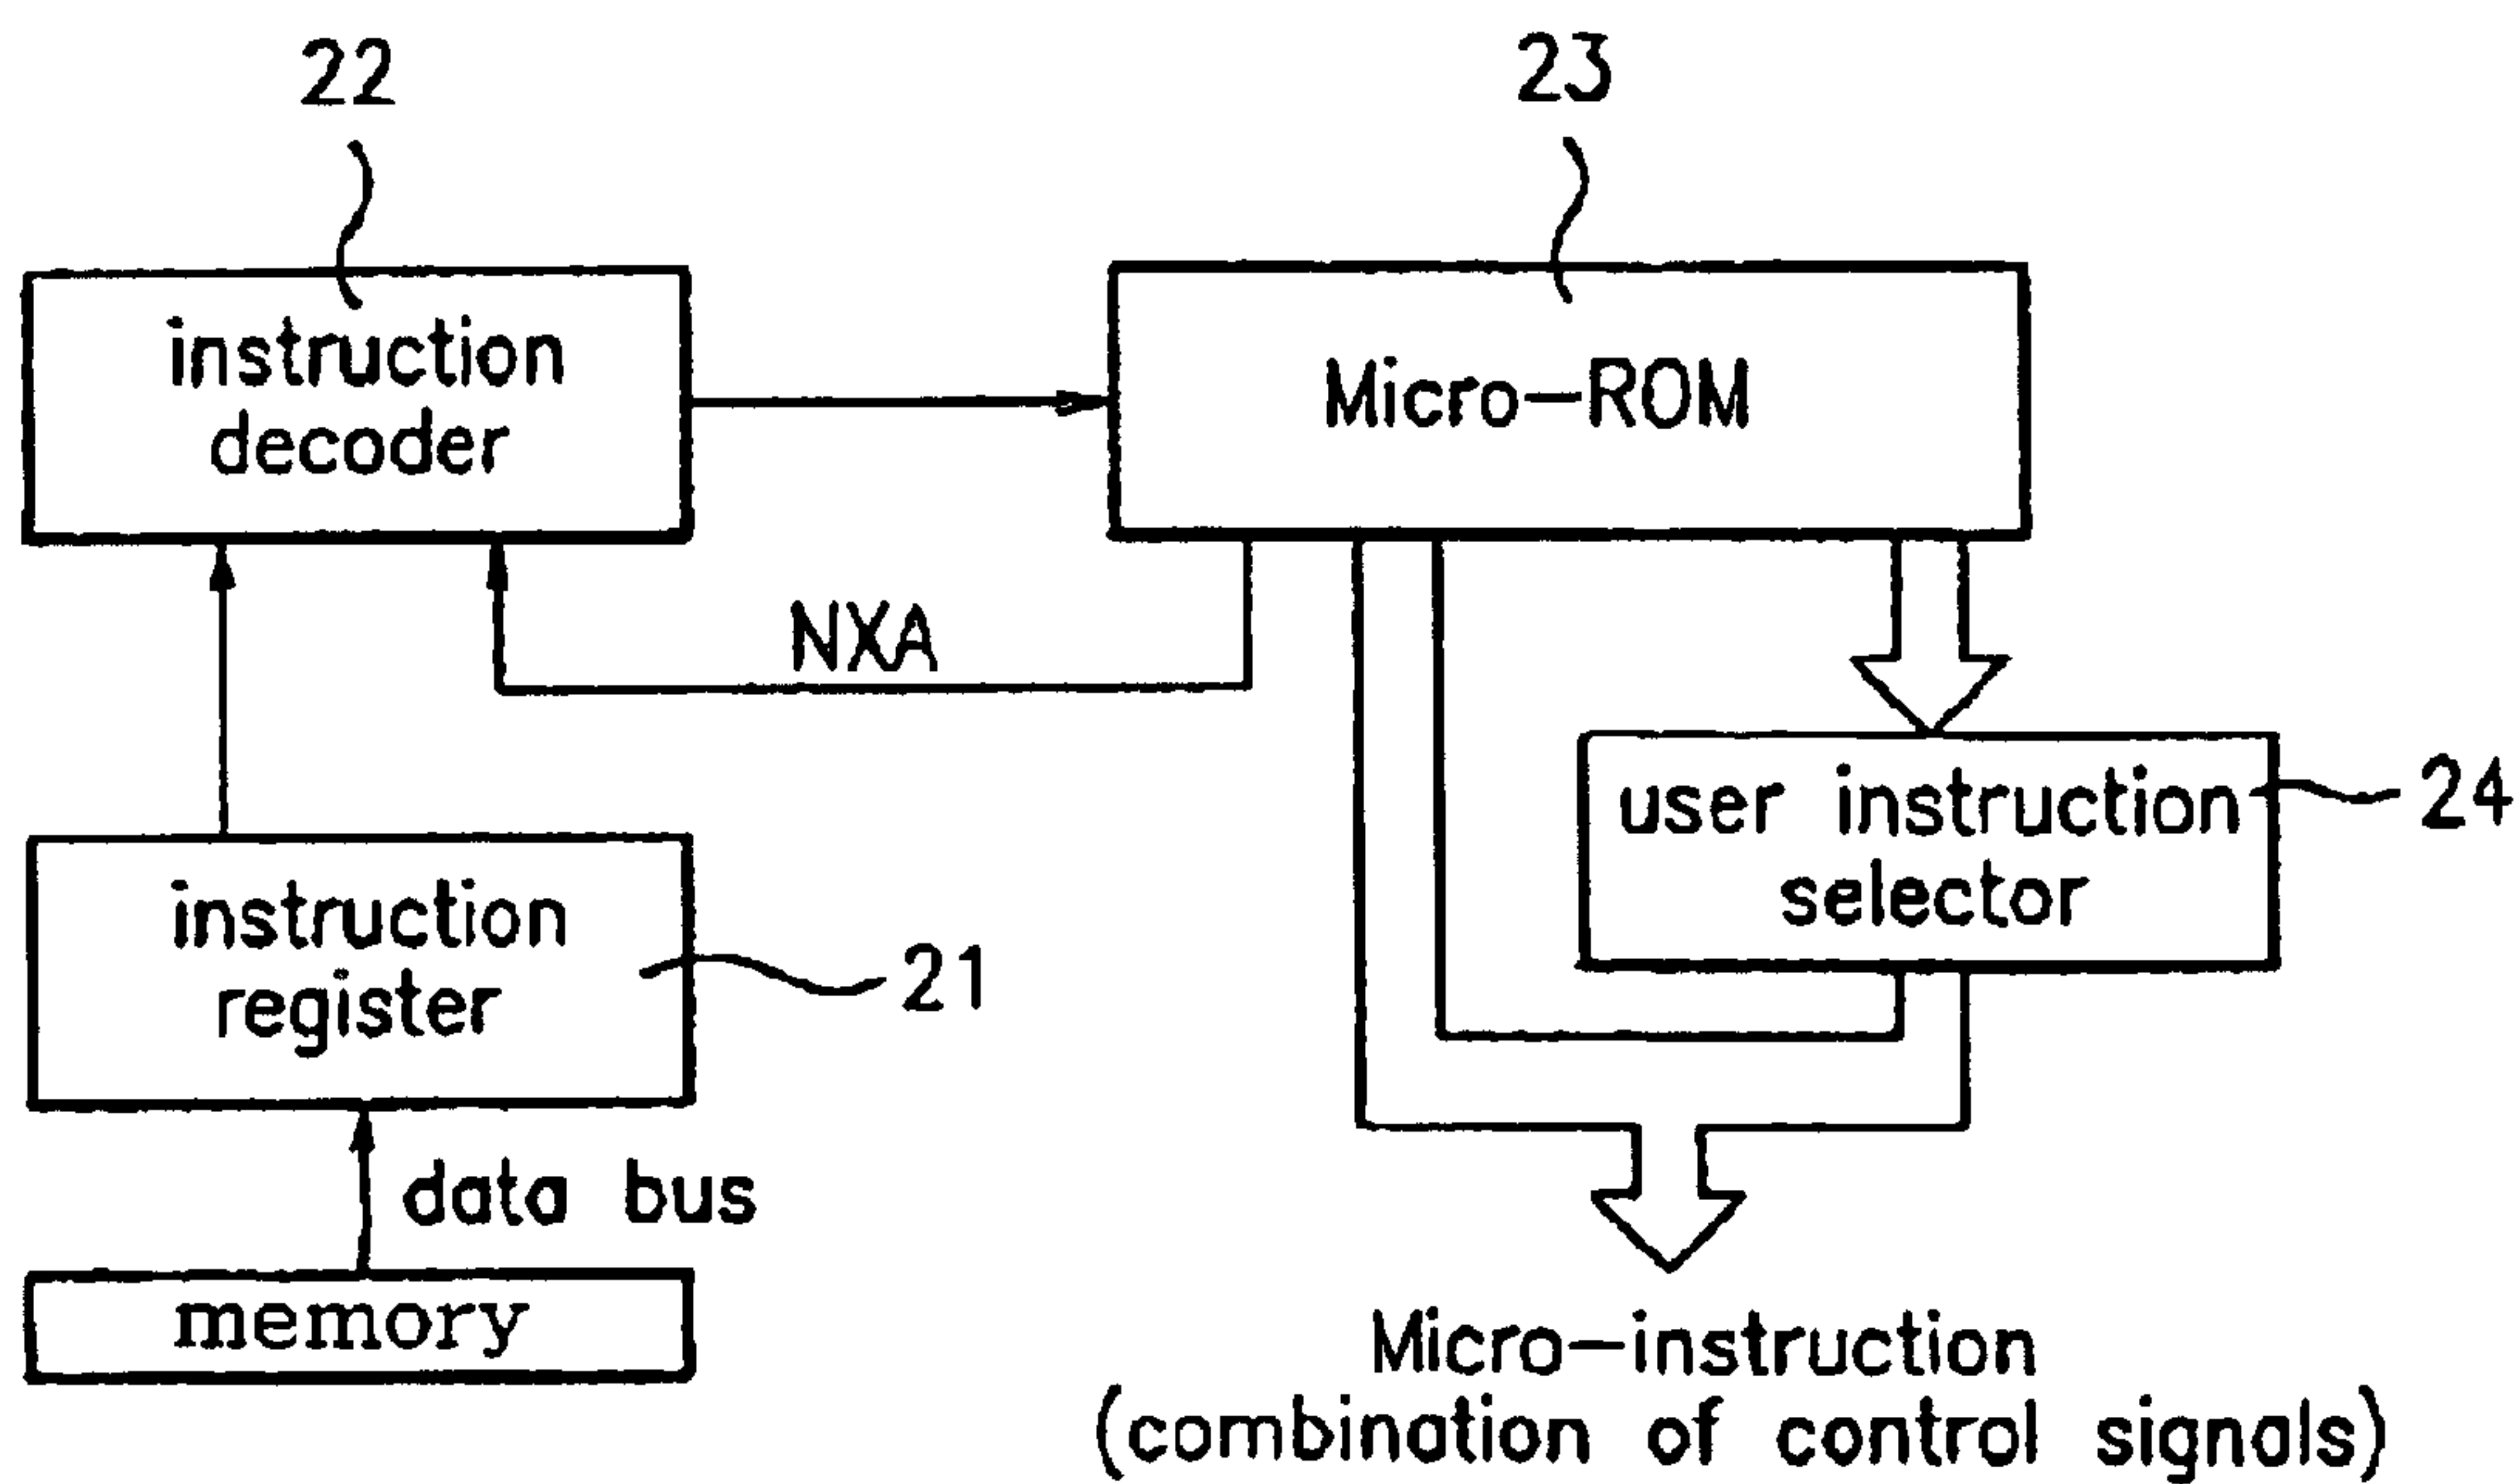 22
23
instruction
decoder
Micro-ROM
NXA
user instruction
selector
24
instruction
register
21
data bus
memory
Micro-instruction
(combination of control signals)